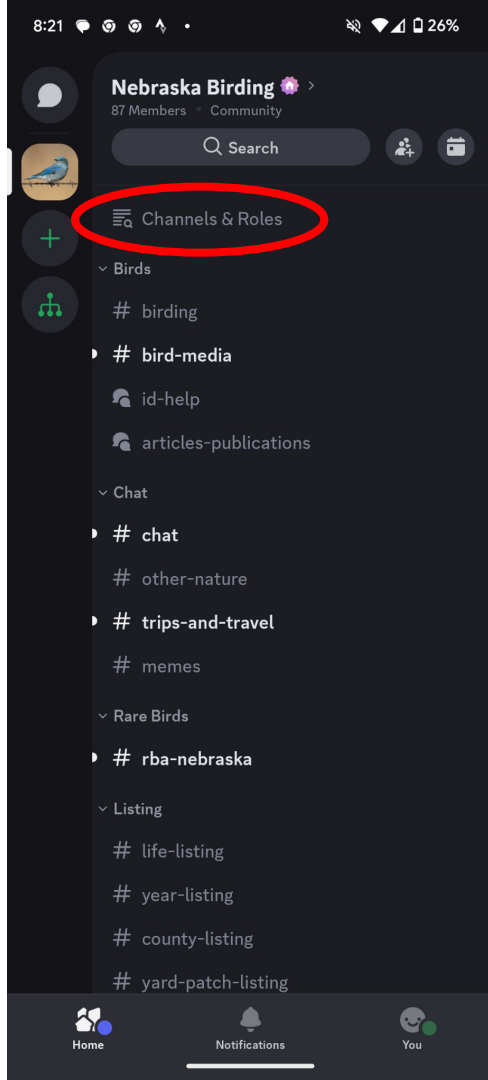 8:21
26%
Nebraska Birding
87 Members • Community
Search
Channels & Roles
Birds
# birding
# bird-media
id-help
articles-publications
Chat
# chat
# other-nature
# trips-and-travel
# memes
Rare Birds
# rba-nebraska
Listing
# life-listing
# year-listing
# county-listing
# yard-patch-listing
Home
Notifications
You